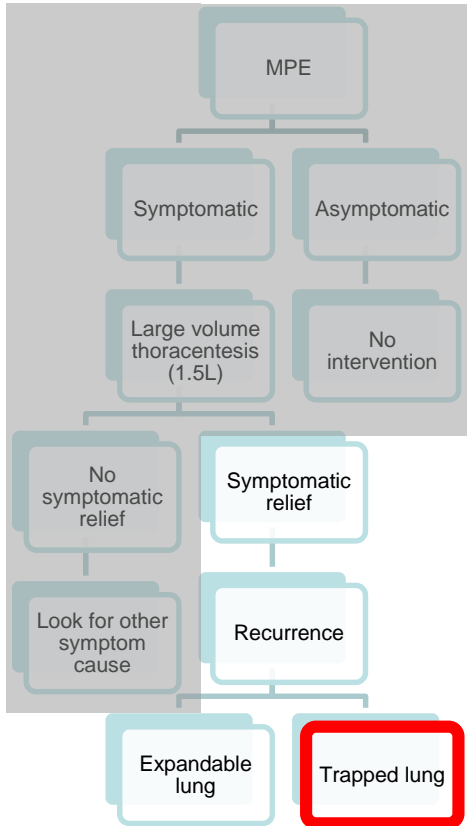 MPE
Symptomatic
Asymptomatic
Large volume
thoracentesis
(1.5L)
No
intervention
No
symptomatic
relief
Symptomatic
relief
Look for other
symptom
cause
Recurrence
Expandable
lung
Trapped lung